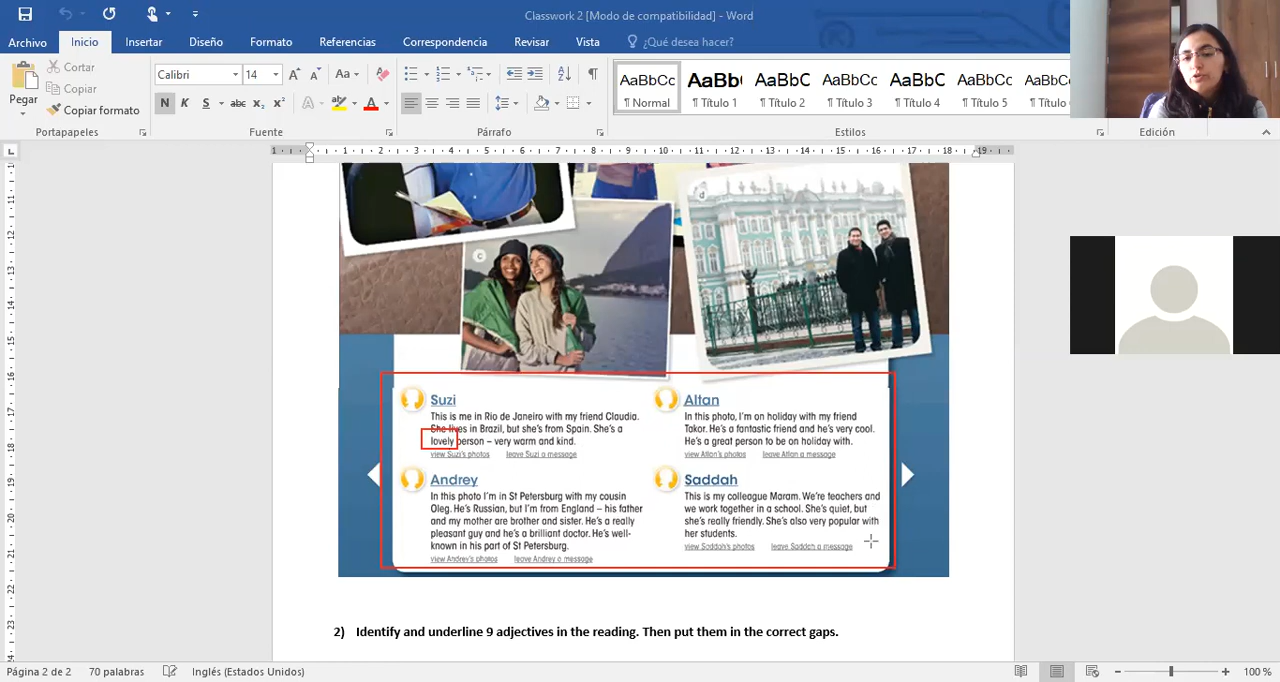 Classwork 2 [Modo de compatibilidad] - Word
Archivo Inicio Insertar Diseño Formato Referencias Correspondencia Revisar Vista ¿Qué desea hacer?
Pegar
Cortar
Copiar
Copiar formato
Calibri 14
N K S abc x₂ x²
AaBbCc AaBbC AaBbC AaBbCc AaBbC AaBbCc AaBbCc
¶ Normal ¶ Título 1 ¶ Título 2 ¶ Título 3 ¶ Título 4 ¶ Título 5
Portapapeles Fuente Párrafo Estilos Edición
c
d
Suzi
This is me in Rio de Janeiro with my friend Claudia.
She lives in Brazil, but she's from Spain. She's a
lovely person – very warm and kind.
view Suzi's photos leave Suzi a message
Altan
In this photo, I'm on holiday with my friend
Takor. He's a fantastic friend and he's very cool.
He's a great person to be on holiday with.
view Altan's photos leave Altan a message
Andrey
In this photo I'm in St Petersburg with my cousin
Oleg. He's Russian, but I'm from England – his father
and my mother are brother and sister. He's a really
pleasant guy and he's a brilliant doctor. He's well-
known in his part of St Petersburg.
view Andrey's photos leave Andrey a message
Saddah
This is my colleague Maram. We're teachers and
we work together in a school. She's quiet, but
she's really friendly. She's also very popular with
her students.
view Saddah's photos leave Saddah a message
2) Identify and underline 9 adjectives in the reading. Then put them in the correct gaps.
Página 2 de 2 70 palabras Inglés (Estados Unidos) 100 %